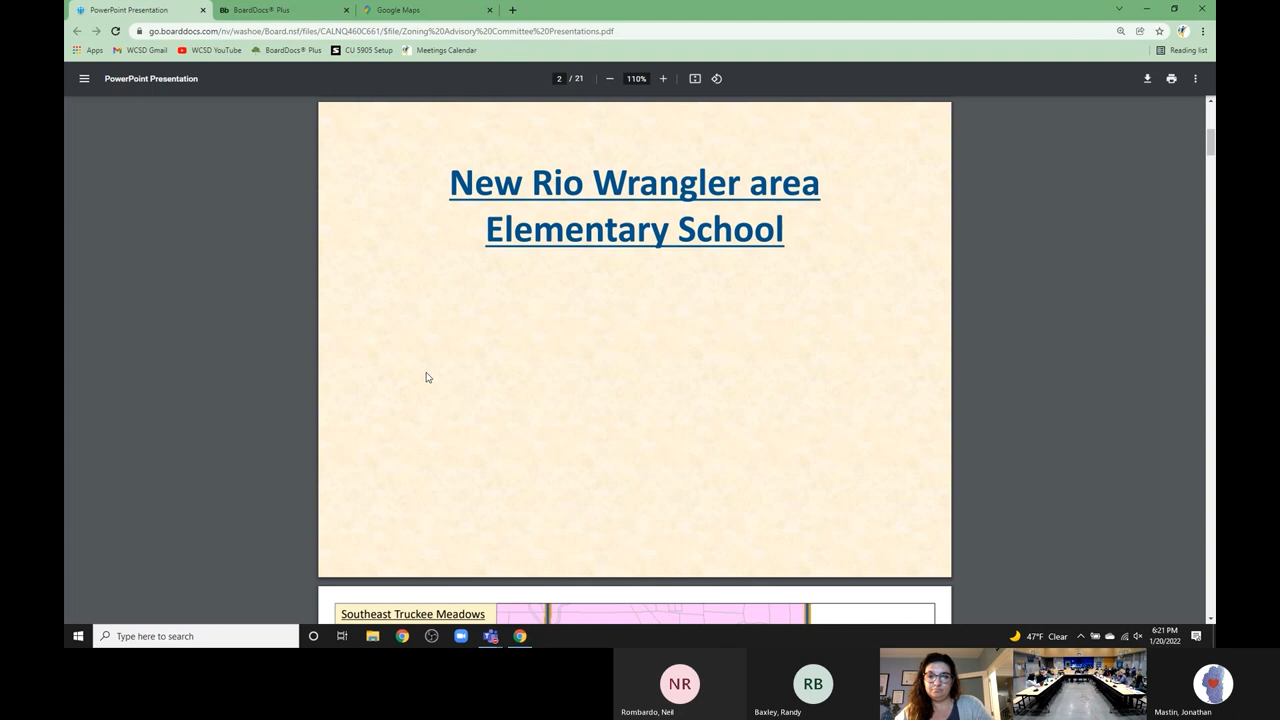 PowerPoint Presentation
BoardDocs® Plus
Google Maps
go.boarddocs.com/nv/washoe/Board.nsf/files/CALNQ460C661/$file/Zoning%20Advisory%20Committee%20Presentations.pdf
Apps
WCSD Gmail
WCSD YouTube
BoardDocs® Plus
CU 5905 Setup
Meetings Calendar
Reading list
PowerPoint Presentation
2 / 21
110%
New Rio Wrangler area
Elementary School
Southeast Truckee Meadows
Type here to search
47°F Clear
6:21 PM
1/20/2022
NR
RB
Rombardo, Neil
Baxley, Randy
Mastin, Jonathan